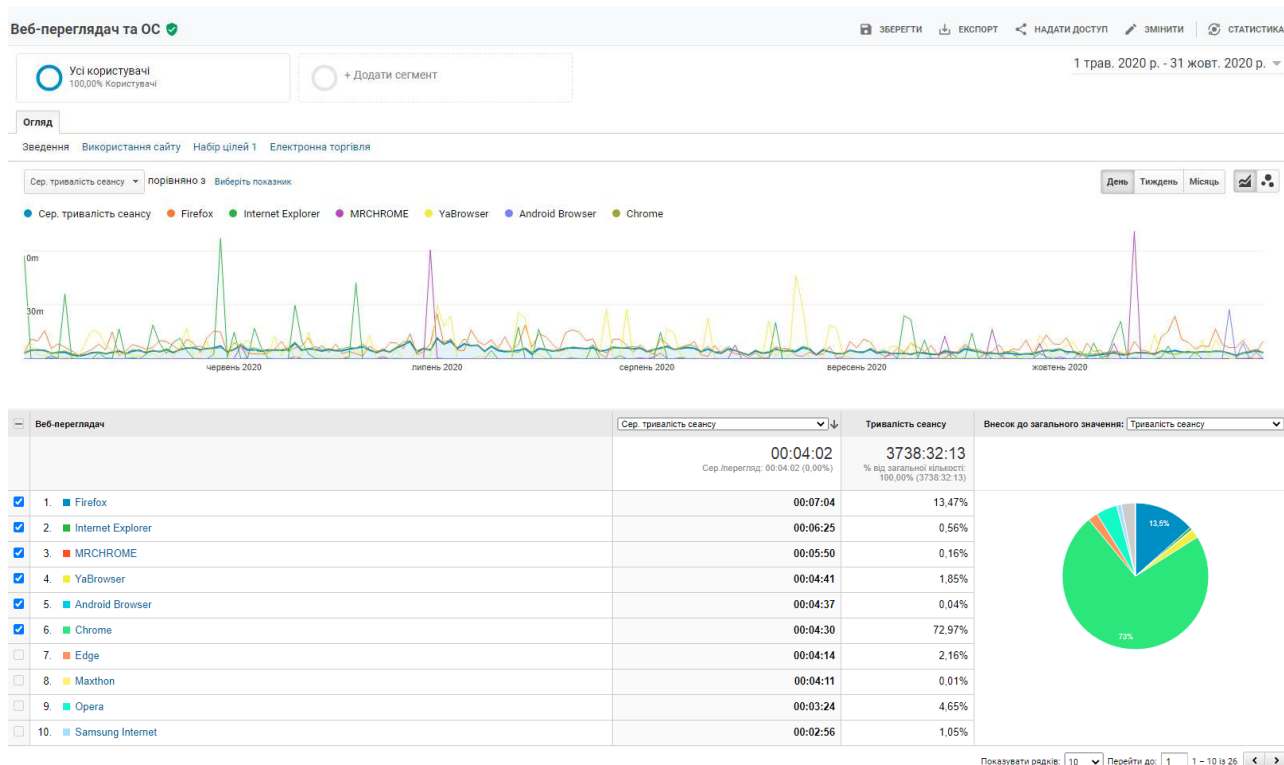 Веб-переглядач та ОС
ЗБЕРЕГТИ ЕКСПОРТ НАДАТИ ДОСТУП ЗМІНИТИ СТАТИСТИКА
Усі користувачі
100,00% Користувачі
+ Додати сегмент
1 трав. 2020 р. - 31 жовт. 2020 р.
Огляд
Зведення Використання сайту Набір цілей 1 Електронна торгівля
Сер. тривалість сеансу порівняно з Виберіть показник
День Тиждень Місяць
Сер. тривалість сеансу Firefox Internet Explorer MRCHROME YaBrowser Android Browser Chrome
0m
30m
червень 2020 липень 2020 серпень 2020 вересень 2020 жовтень 2020
Веб-переглядач Сер. тривалість сеансу Тривалість сеансу Внесок до загального значення: Тривалість сеансу
00:04:02 3738:32:13
Сер./перегляд: 00:04:02 (0,00%) % від загальної кількості:
100,00% (3738:32:13)
1. Firefox 00:07:04 13,47%
2. Internet Explorer 00:06:25 0,56%
3. MRCHROME 00:05:50 0,16%
4. YaBrowser 00:04:41 1,85%
5. Android Browser 00:04:37 0,04%
6. Chrome 00:04:30 72,97%
7. Edge 00:04:14 2,16%
8. Maxthon 00:04:11 0,01%
9. Opera 00:03:24 4,65%
10. Samsung Internet 00:02:56 1,05%
13,5%
73%
Показувати рядків: 10 Перейти до: 1 1 – 10 із 26